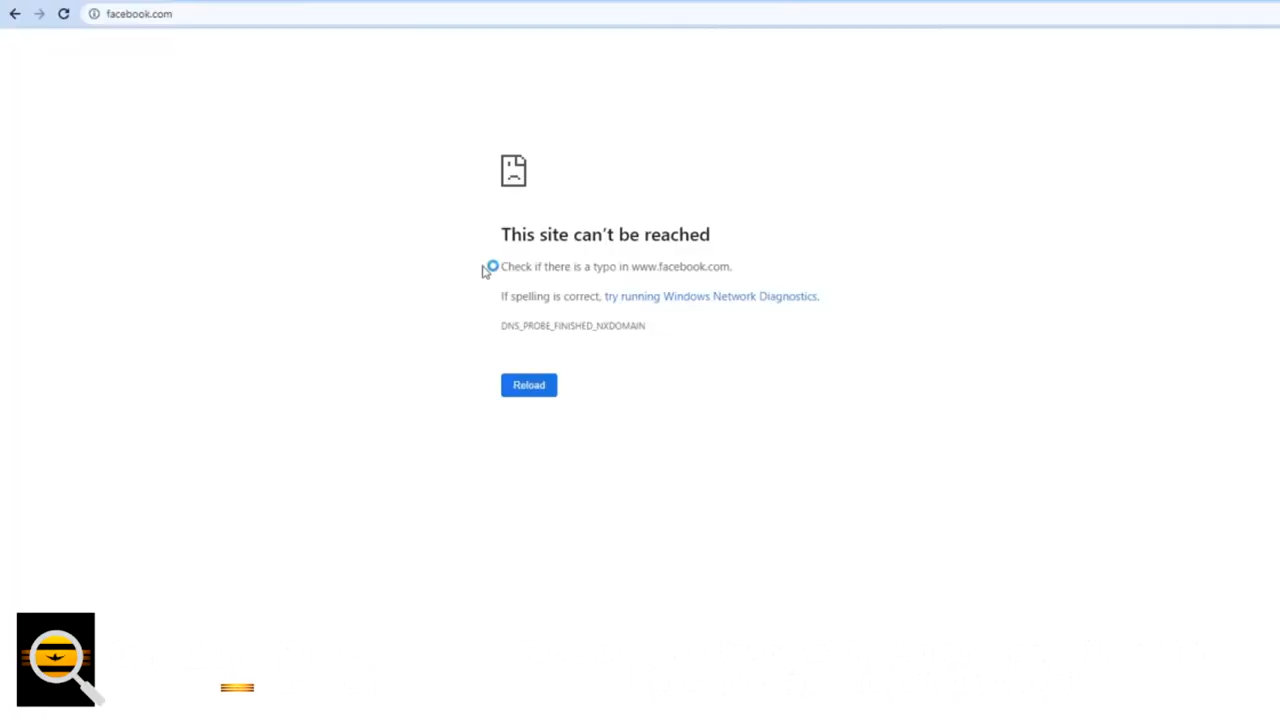 facebook.com
This site can't be reached
Check if there is a typo in www.facebook.com.
If spelling is correct, try running Windows Network Diagnostics.
DNS_PROBE_FINISHED_NXDOMAIN
Reload